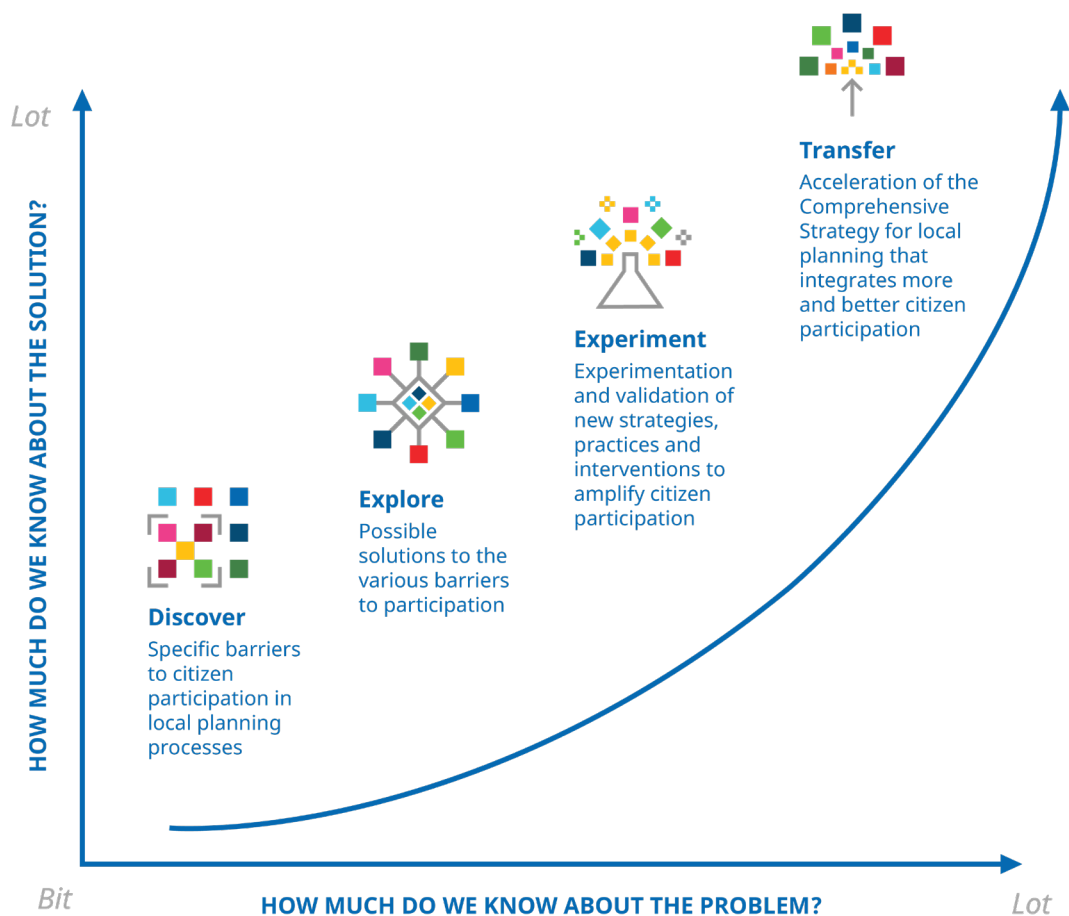 Lot
HOW MUCH DO WE KNOW ABOUT THE SOLUTION?
Transfer
Acceleration of the
Comprehensive
Strategy for local
planning that
integrates more
and better citizen
participation
Experiment
Experimentation
and validation of
new strategies,
practices and
interventions to
amplify citizen
participation
Explore
Possible
solutions to the
various barriers
to participation
Discover
Specific barriers
to citizen
participation in
local planning
processes
Bit
HOW MUCH DO WE KNOW ABOUT THE PROBLEM?
Lot